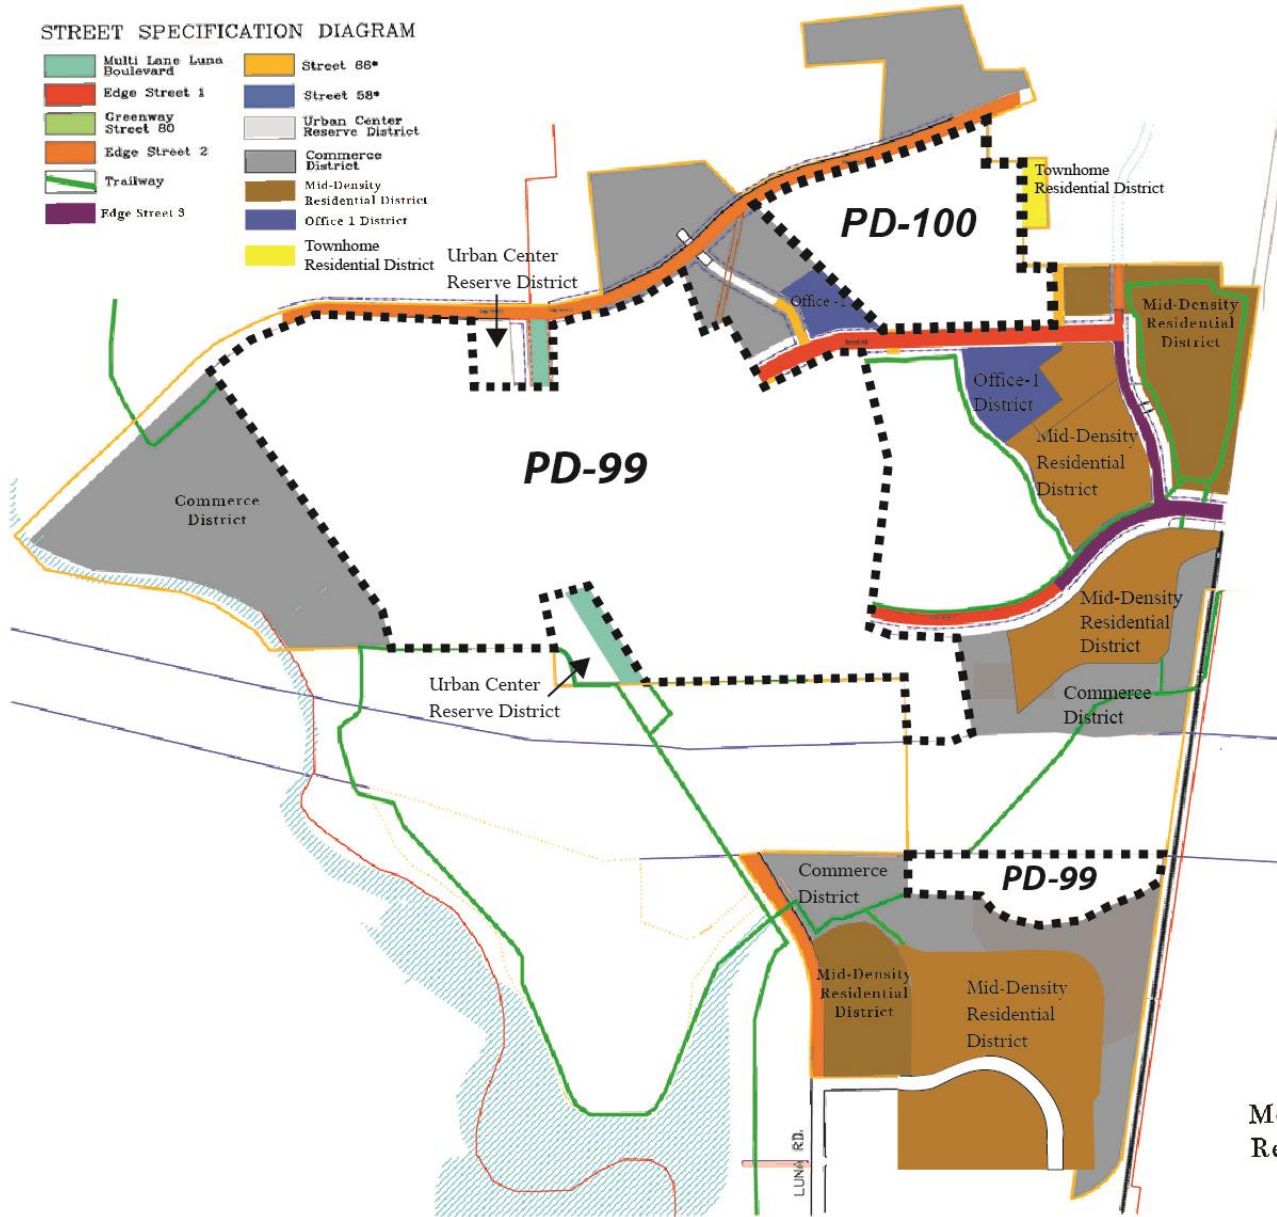 STREET SPECIFICATION DIAGRAM
Multi Lane Luna
Boulevard
Edge Street 1
Greenway
Street 80
Edge Street 2
Trailway
Edge Street 3
Street 66*
Street 58*
Urban Center
Reserve District
Commerce
District
Mid-Density
Residential District
Office 1 District
Townhome
Residential District
Townhome
Residential District
PD-100
Urban Center
Reserve District
Office -1
Mid-Density
Residential
District
Office-1
District
Mid-Density
Residential
District
PD-99
Commerce
District
Mid-Density
Residential
District
Urban Center
Reserve District
Commerce
District
Commerce
District
PD-99
Mid-Density
Residential
District
Mid-Density
Residential
District
LUNA RD.